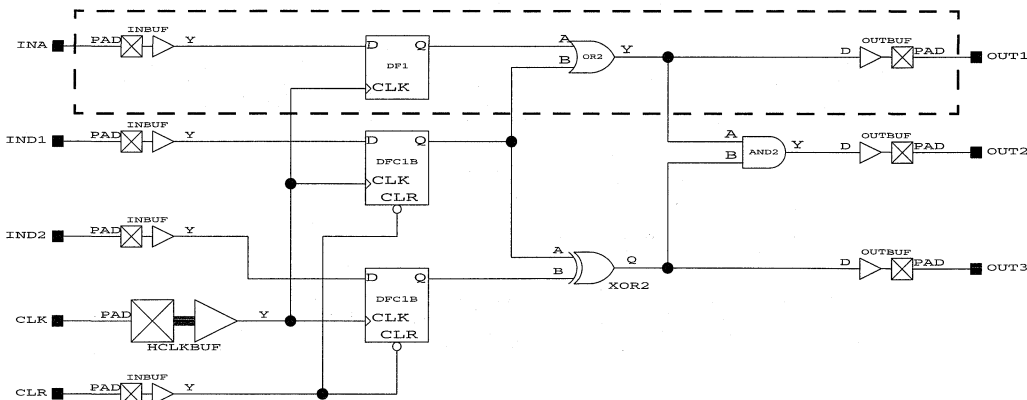 INBUF
INA PAD Y D Q A Y D OUTBUF PAD OUT1
DF1 OR2
B
CLK
INBUF
IND1 PAD Y D Q A Y D OUTBUF PAD OUT2
DFC1B B AND2
CLK
CLR
INBUF
IND2 PAD Y
D Q A Q D OUTBUF PAD OUT3
DFC1B B XOR2
CLK PAD Y CLK
HCLKBUF CLR
INBUF
CLR PAD Y